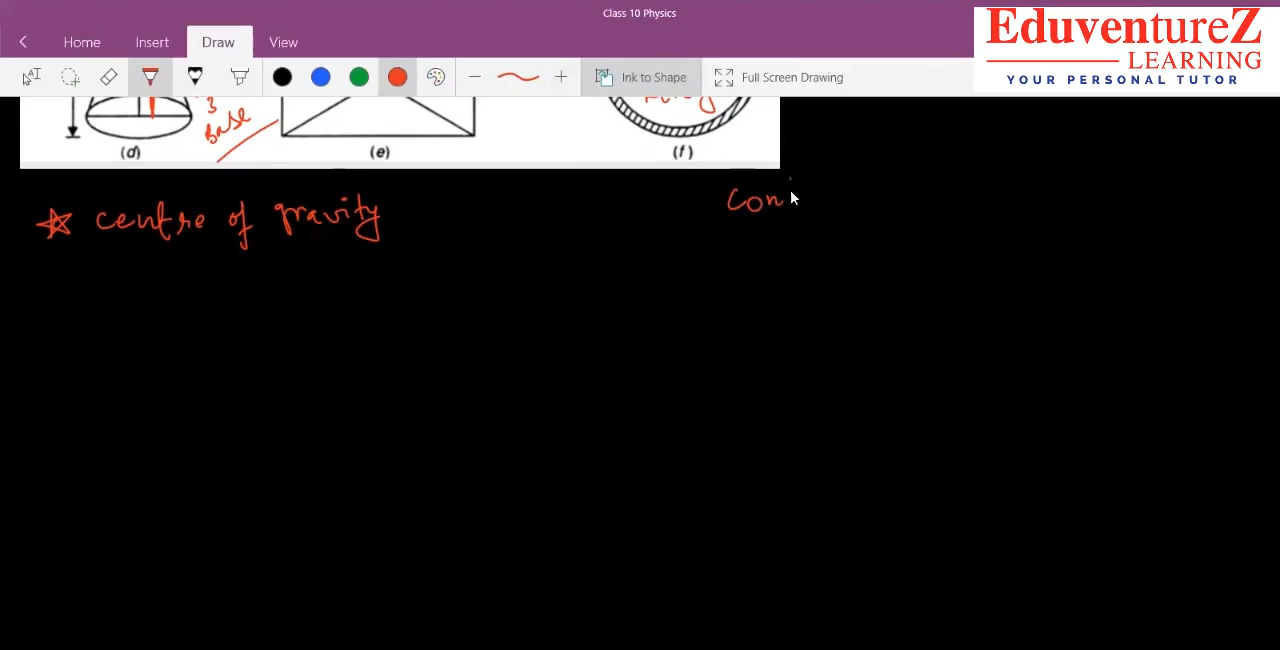 Class 10 Physics
EduventureZ
LEARNING
YOUR PERSONAL TUTOR
Home Insert Draw View
Ink to Shape Full Screen Drawing
3
Base
(d) (e) (f)
centre of gravity
Con